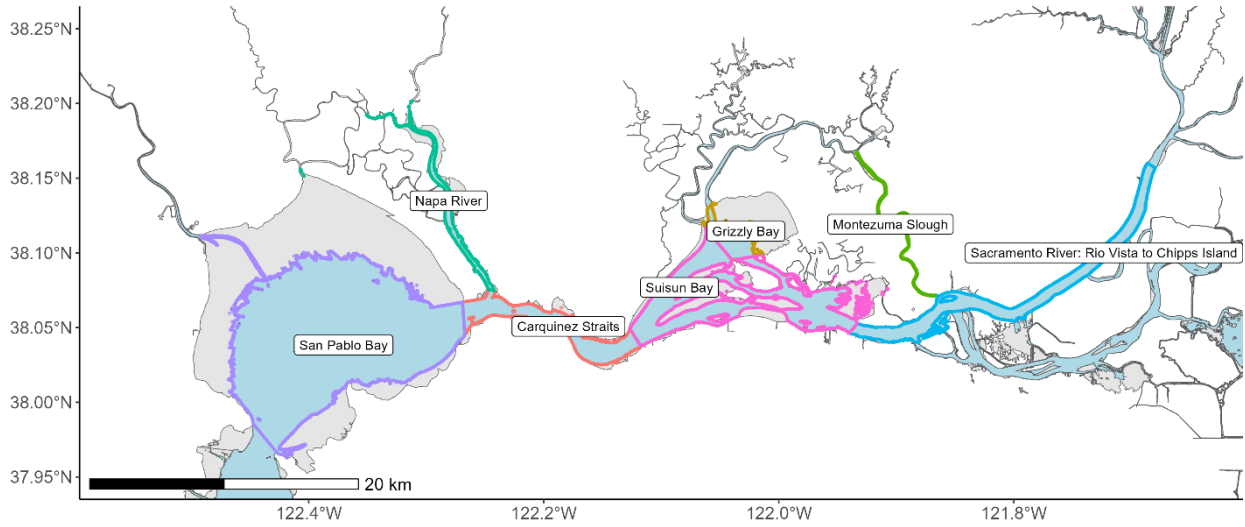 38.25°N
38.20°N
38.15°N
38.10°N
38.05°N
38.00°N
37.95°N
Napa River
Montezuma Slough
Grizzly Bay
Sacramento River: Rio Vista to Chipps Island
Suisun Bay
Carquinez Straits
San Pablo Bay
20 km
122.4°W
122.2°W
122.0°W
121.8°W